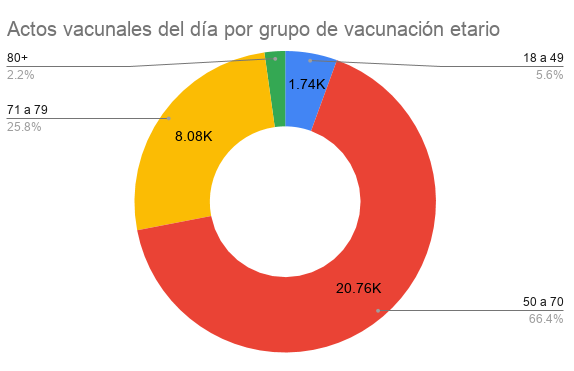 Actos vacunales del día por grupo de vacunación etario
80+
2.2%
18 a 49
5.6%
1.74K
71 a 79
25.8%
8.08K
20.76K
50 a 70
66.4%